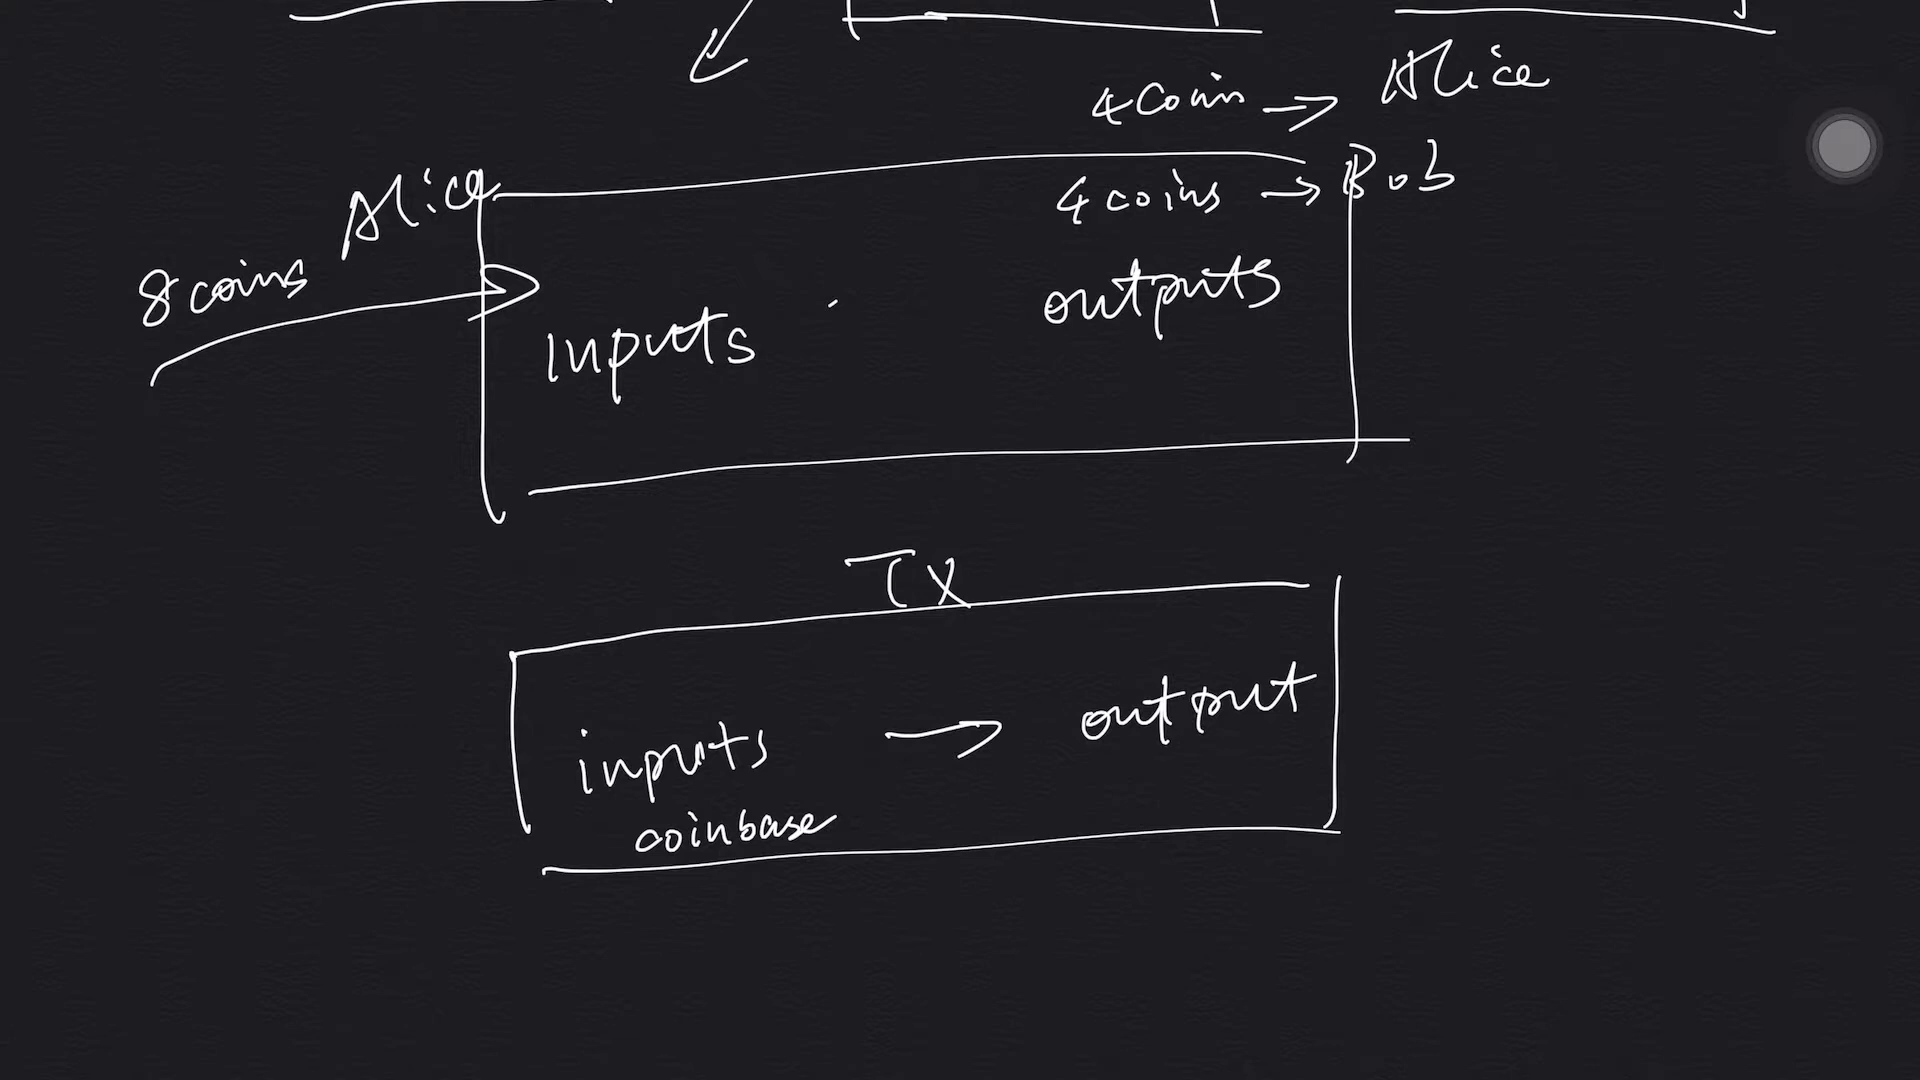 4 Coin → Alice
Alice
4 coins → Bob
8 coins
inputs
outputs
Tx
inputs → output
coinbase